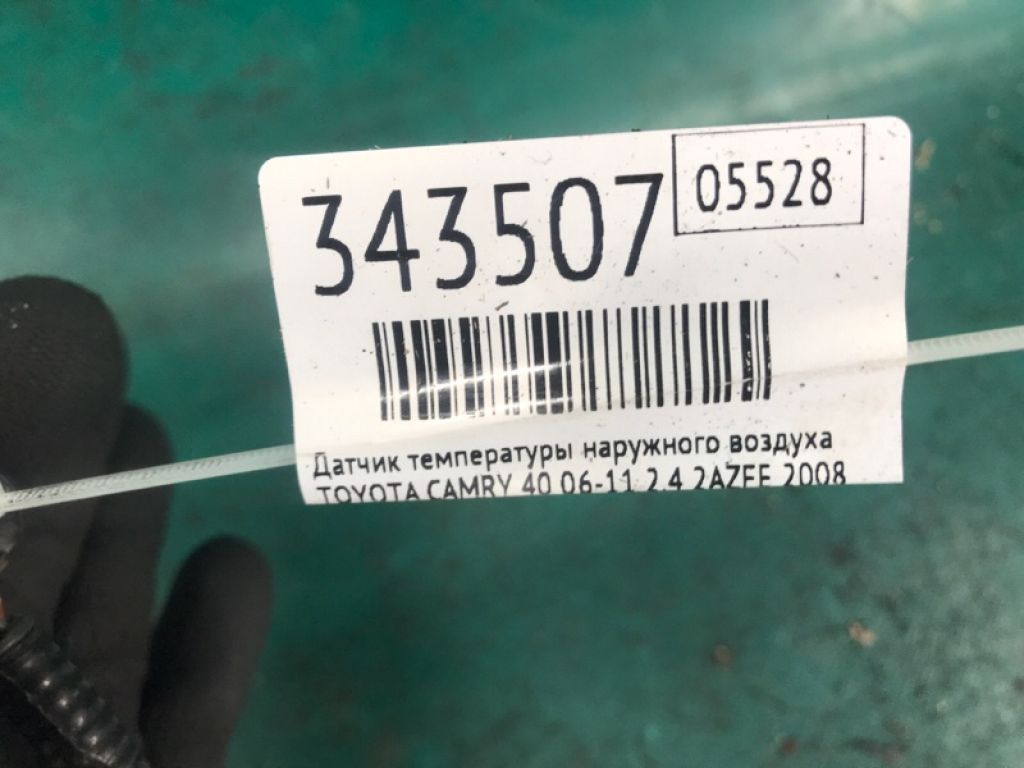 343507
05528
Датчик температуры наружного воздуха
TOYOTA CAMRY 40 06-11 2.4 2AZFE 2008